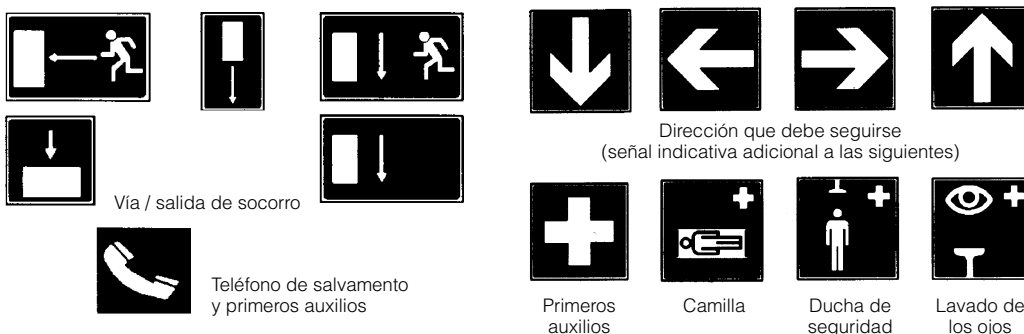 Vía / salida de socorro
Teléfono de salvamento
y primeros auxilios
Dirección que debe seguirse
(señal indicativa adicional a las siguientes)
Primeros
auxilios
Camilla
Ducha de
seguridad
Lavado de
los ojos